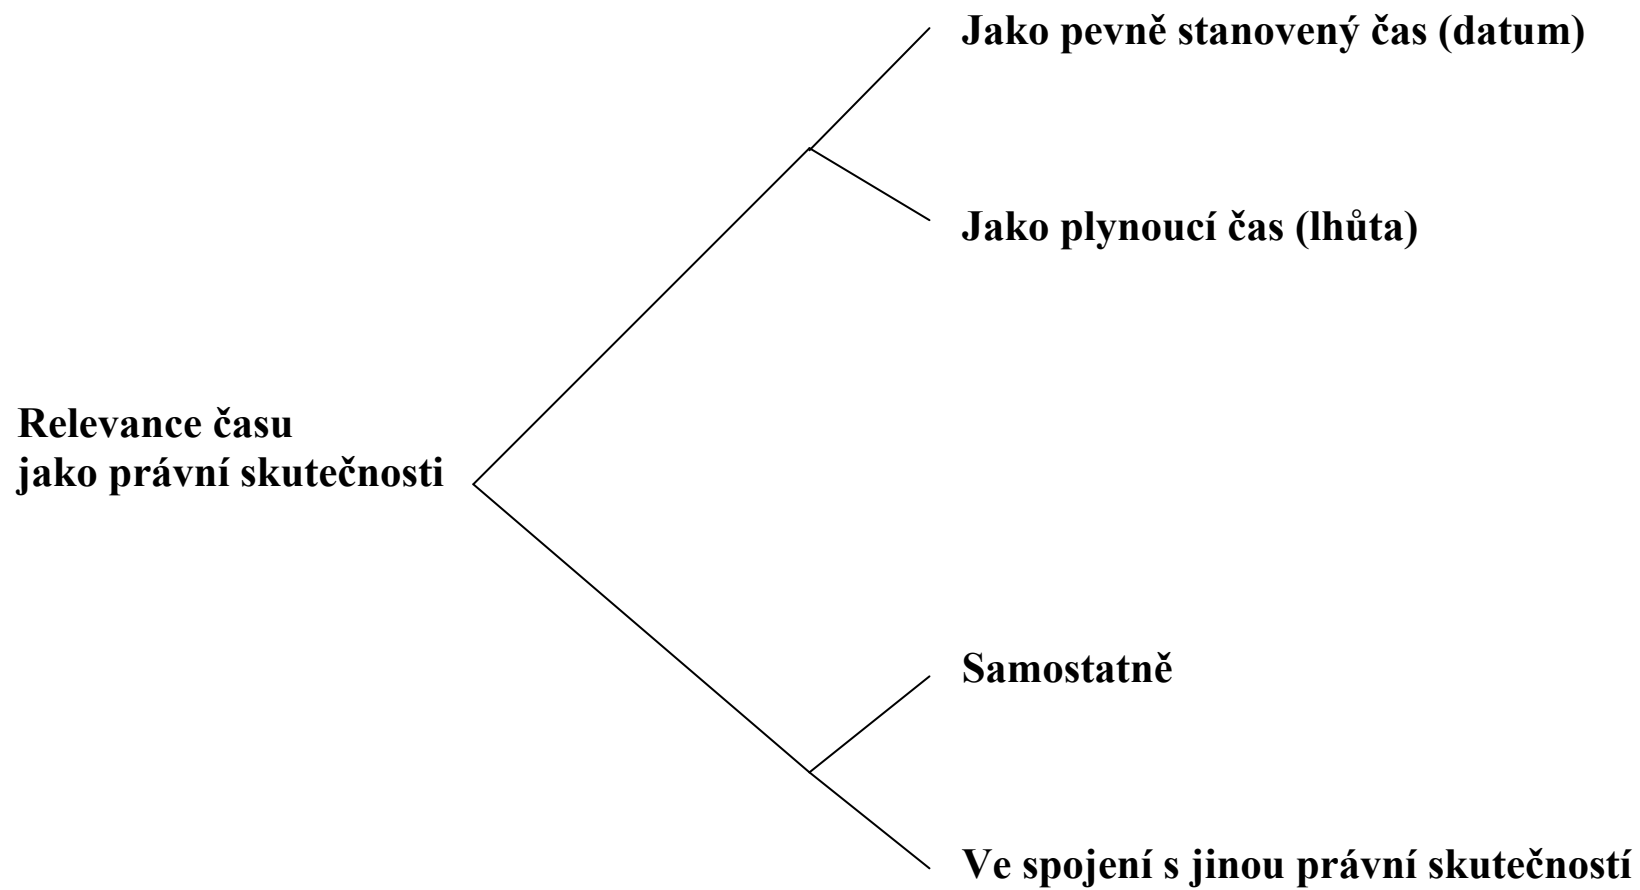 Jako pevně stanovený čas (datum)
Jako plynoucí čas (lhůta)
Relevance času
jako právní skutečnosti
Samostatně
Ve spojení s jinou právní skutečností